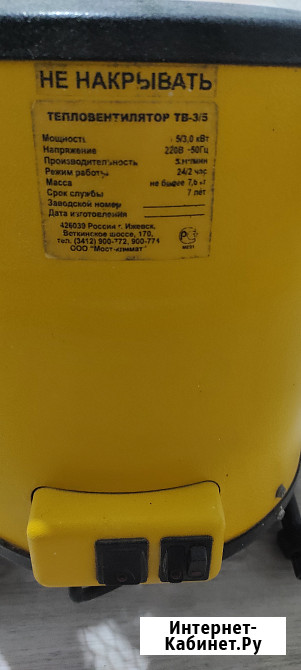 НЕ НАКРЫВАТЬ
ТЕПЛОВЕНТИЛЯТОР ТВ-3/5
Мощность 5/3,0 кВт
Напряжение 220В ~50Гц
Производительность
Режим работы 24/2 час
Масса не более 7,6 кг
Срок службы 7 лет
Заводской номер
Дата изготовления
426039 Россия г. Ижевск,
Воткинское шоссе, 170,
тел. (3412) 900-772, 900-774
ООО "Мост-климат"
Интернет-
Кабинет.Ру